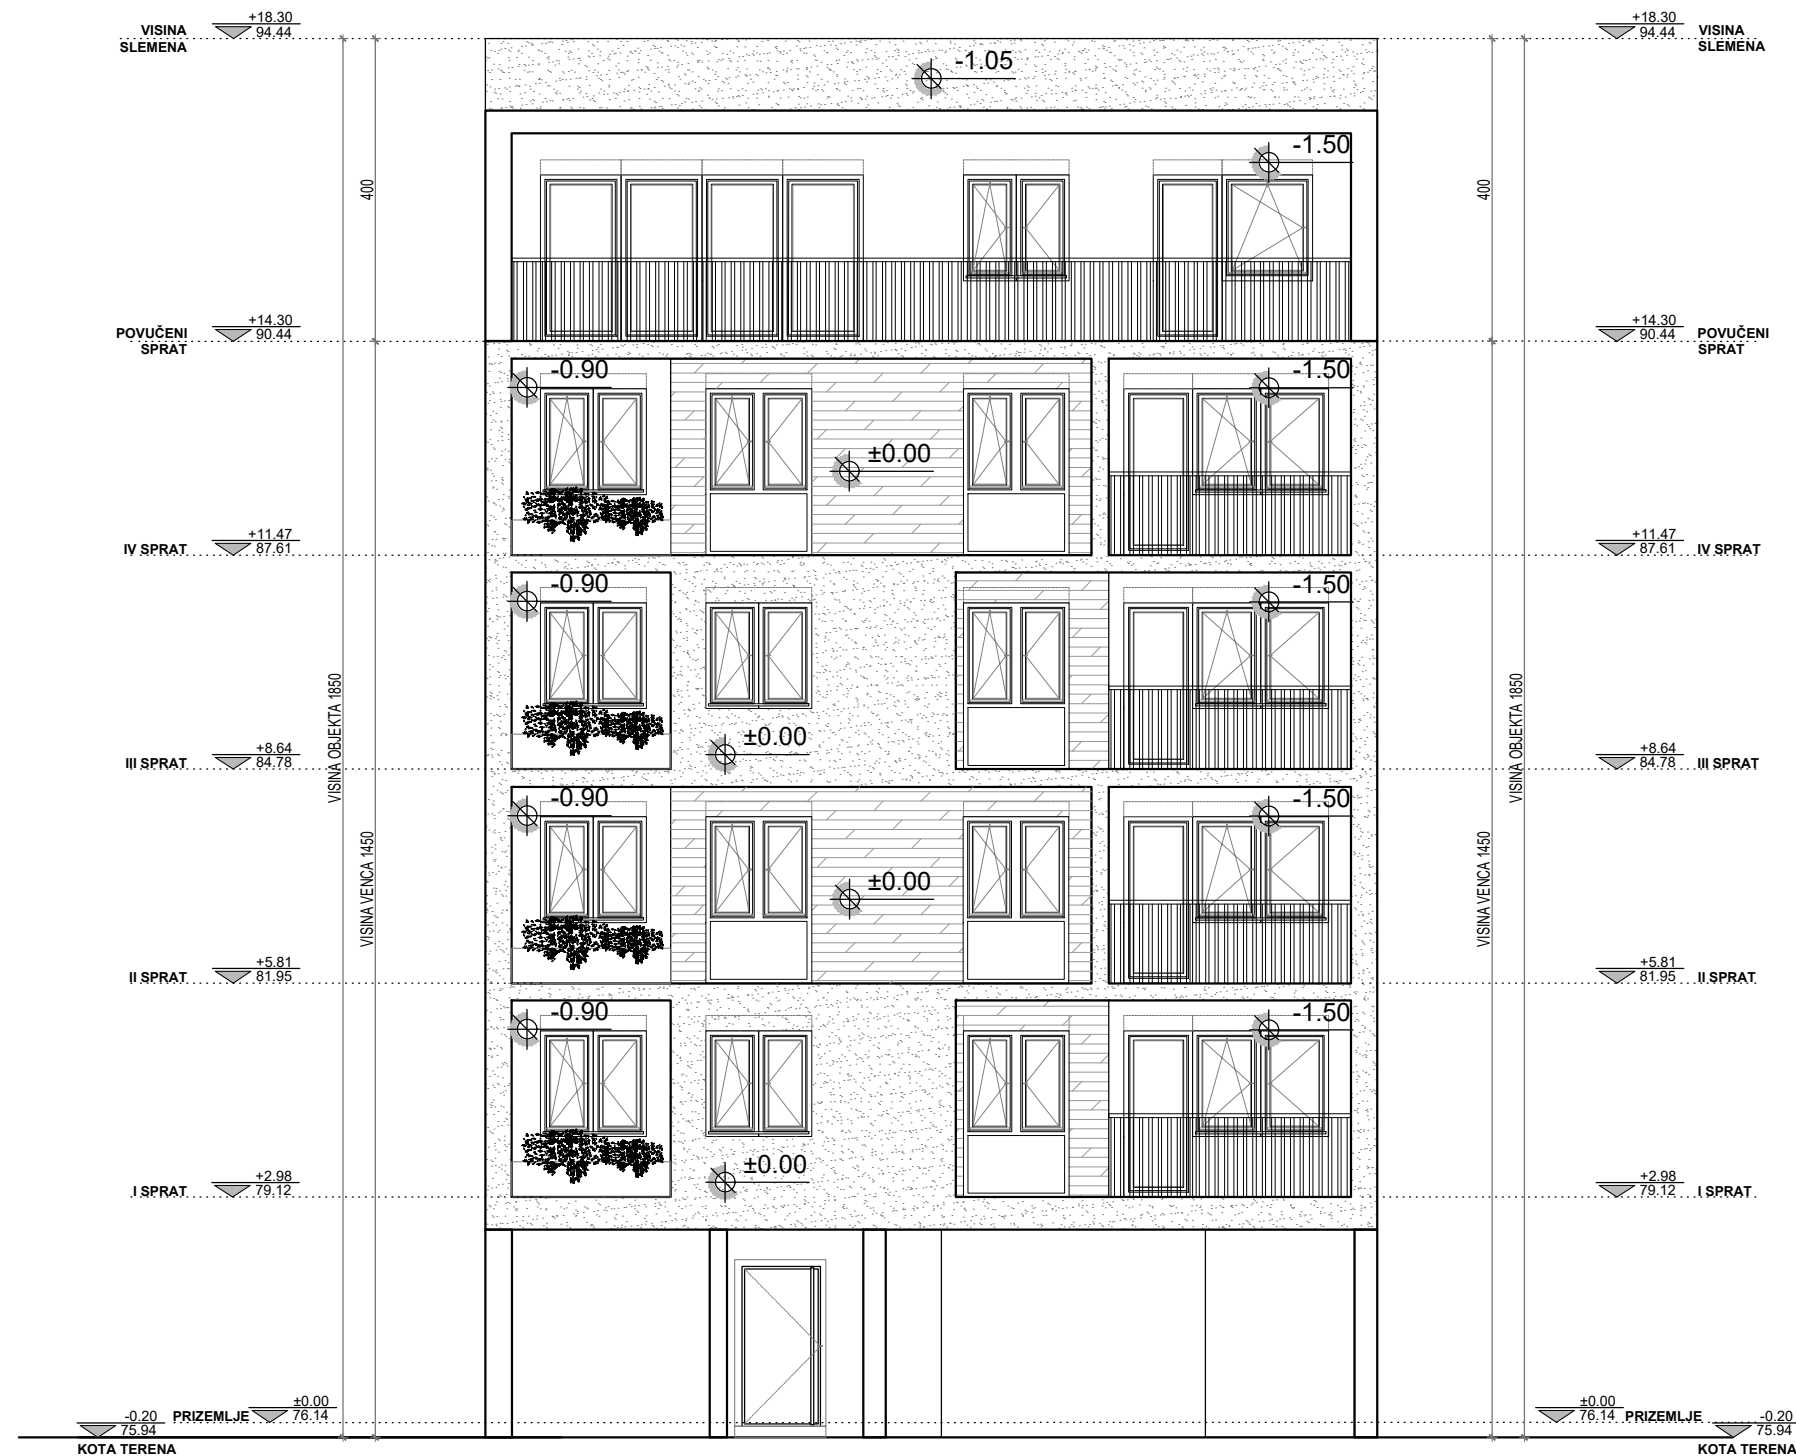 +18.30
94.44
VISINA
SLEMENA
-1.05
+18.30
94.44
VISINA
SLEMENA
-1.50
400
400
POVUČENI
SPRAT
+14.30
90.44
+14.30
90.44
POVUČENI
SPRAT
-0.90
-1.50
±0.00
IV SPRAT
+11.47
87.61
+11.47
87.61
IV SPRAT
-0.90
-1.50
±0.00
VISINA OBJEKTA 1850
VISINA OBJEKTA 1850
III SPRAT
+8.64
84.78
+8.64
84.78
III SPRAT
-0.90
-1.50
±0.00
VISINA VENCA 1450
VISINA VENCA 1450
II SPRAT
+5.81
81.95
+5.81
81.95
II SPRAT
-0.90
-1.50
±0.00
I SPRAT
+2.98
79.12
+2.98
79.12
I SPRAT
PRIZEMLJE
±0.00
76.14
±0.00
76.14
PRIZEMLJE
-0.20
75.94
KOTA TERENA
-0.20
75.94
KOTA TERENA